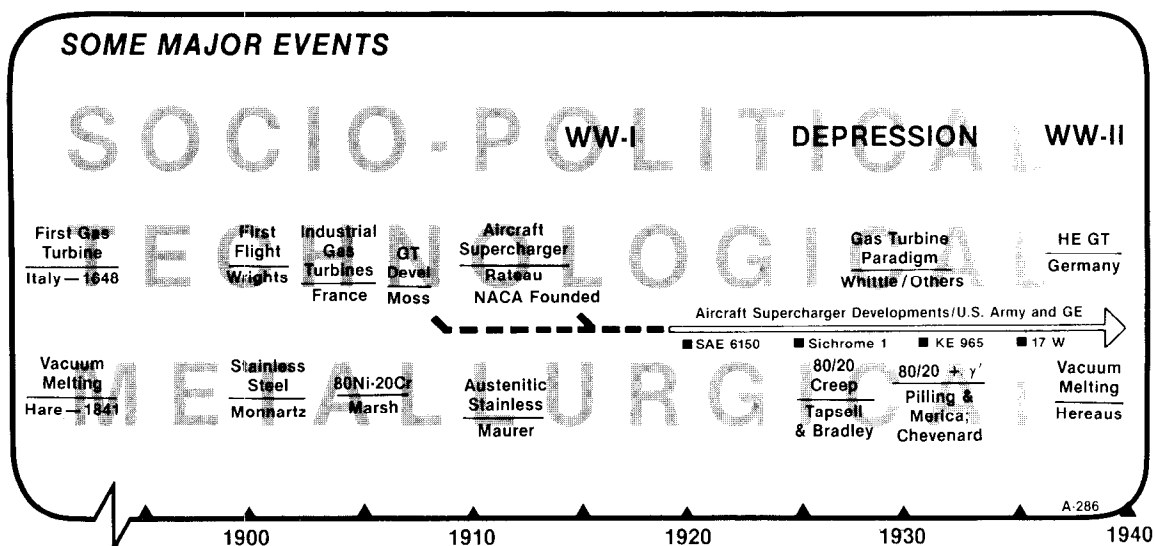 SOME MAJOR EVENTS
SOCIO-POLITICAL
WW-I
DEPRESSION
WW-II
TECHNOLOGICAL
First Gas
Turbine
Italy — 1648
First
Flight
Wrights
Industrial
Gas
Turbines
France
GT
Devel
Moss
Aircraft
Supercharger
Rateau
NACA Founded
Gas Turbine
Paradigm
Whittle / Others
HE GT
Germany
Aircraft Supercharger Developments/U.S. Army and GE
SAE 6150
Sichrome 1
KE 965
17 W
METALLURGICAL
Vacuum
Melting
Hare — 1841
Stainless
Steel
Monnartz
80Ni-20Cr
Marsh
Austenitic
Stainless
Maurer
80/20
Creep
Tapsell
& Bradley
80/20 + γ'
Pilling &
Merica;
Chevenard
Vacuum
Melting
Hereaus
A-286
1900 1910 1920 1930 1940